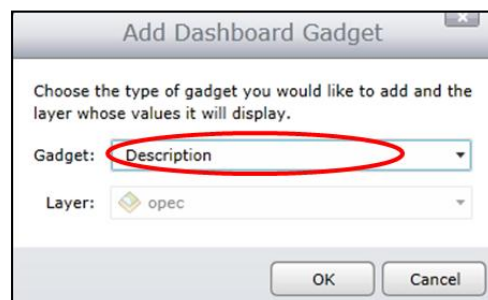 Add Dashboard Gadget
Choose the type of gadget you would like to add and the
layer whose values it will display.
Gadget: Description
Layer: opec
OK Cancel